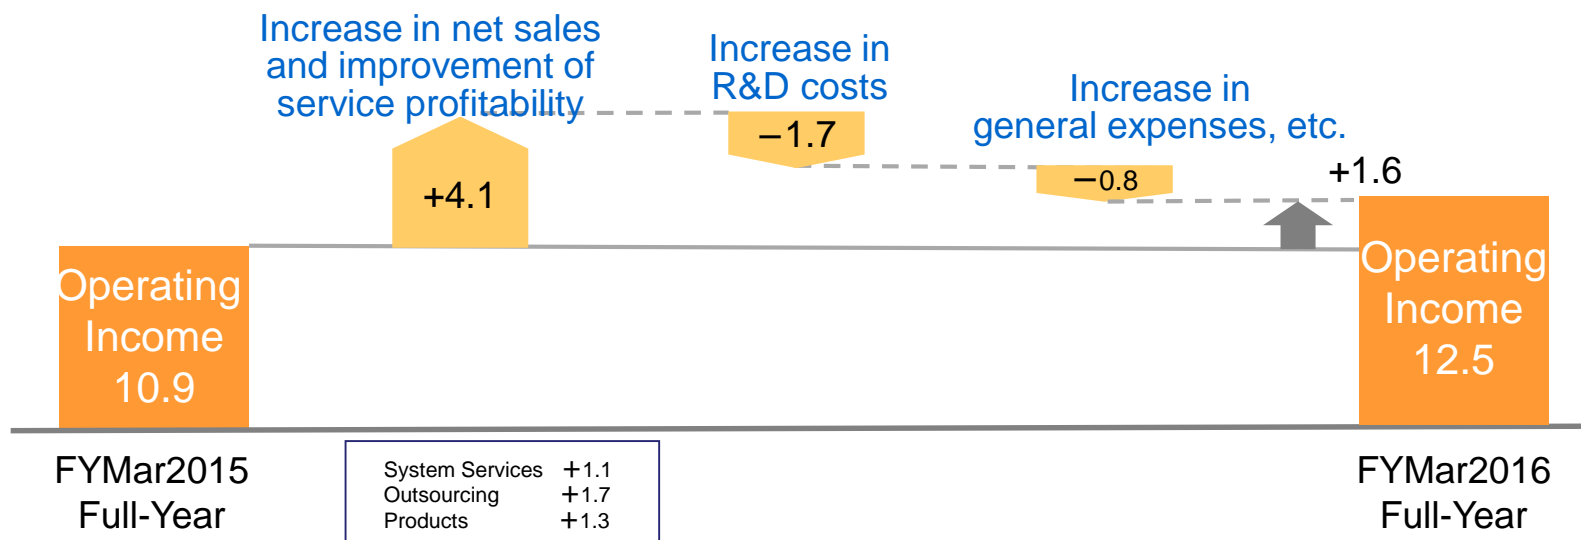 Increase in net sales
and improvement of
service profitability
Increase in
R&D costs
Increase in
general expenses, etc.
+4.1
−1.7
−0.8
+1.6
Operating
Income
10.9
Operating
Income
12.5
FYMar2015
Full-Year
System Services +1.1
Outsourcing +1.7
Products +1.3
FYMar2016
Full-Year